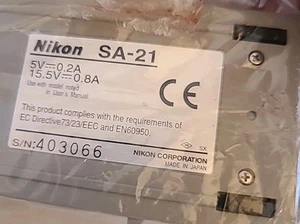 Nikon SA-21
5V⎓0.2A
15.5V⎓0.8A
Use with model noted
in User's Manual.
CE
This product complies with the requirements of
EC Directive73/23/EEC and EN60950.
SX
S/N:403066
NIKON CORPORATION
MADE IN JAPAN